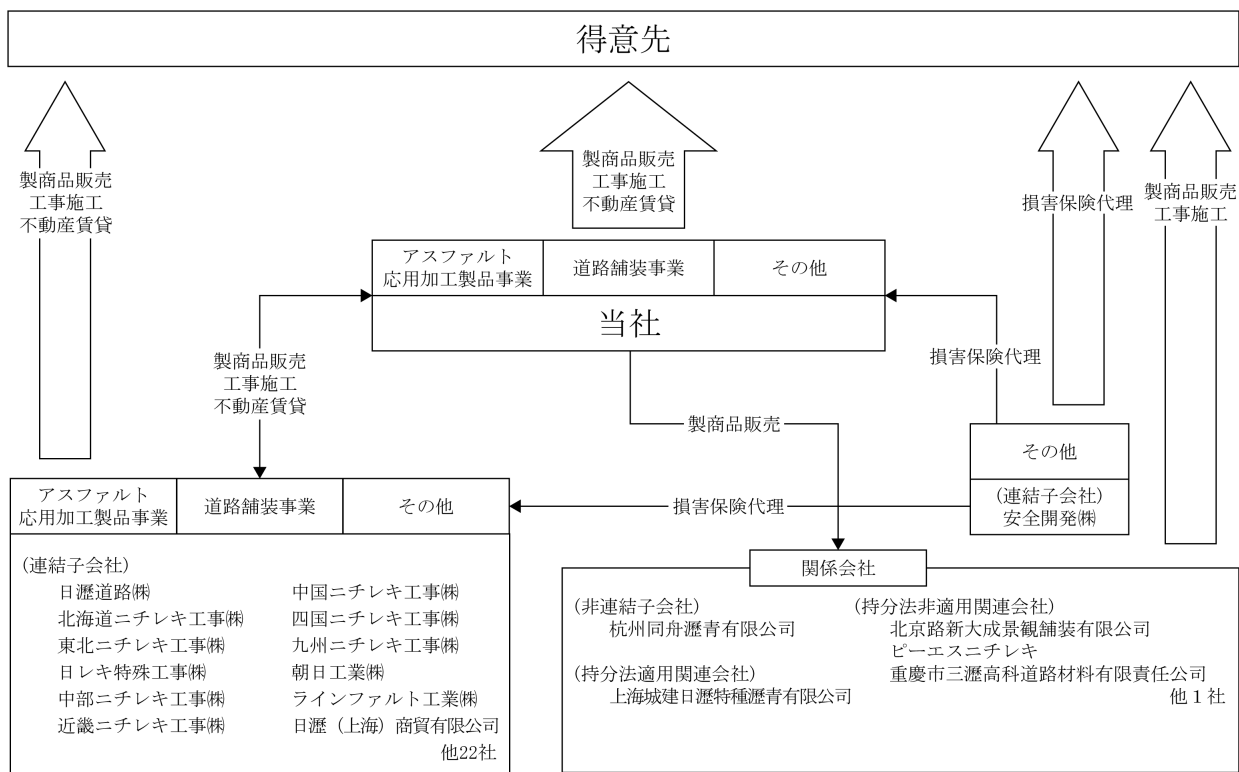 得意先
製商品販売
工事施工
不動産賃貸
製商品販売
工事施工
不動産賃貸
損害保険代理
製商品販売
工事施工
アスファルト
応用加工製品事業
道路舗装事業
その他
当社
製商品販売
工事施工
不動産賃貸
損害保険代理
製商品販売
その他
(連結子会社)
安全開発㈱
損害保険代理
アスファルト
応用加工製品事業
道路舗装事業
その他
(連結子会社)
日瀝道路㈱
北海道ニチレキ工事㈱
東北ニチレキ工事㈱
日レキ特殊工事㈱
中部ニチレキ工事㈱
近畿ニチレキ工事㈱
中国ニチレキ工事㈱
四国ニチレキ工事㈱
九州ニチレキ工事㈱
朝日工業㈱
ラインファルト工業㈱
日瀝（上海）商貿有限公司
他22社
関係会社
(非連結子会社)
杭州同舟瀝青有限公司
(持分法適用関連会社)
上海城建日瀝特種瀝青有限公司
(持分法非適用関連会社)
北京路新大成景観舗装有限公司
ピーエスニチレキ
重慶市三瀝高科道路材料有限責任公司
他１社